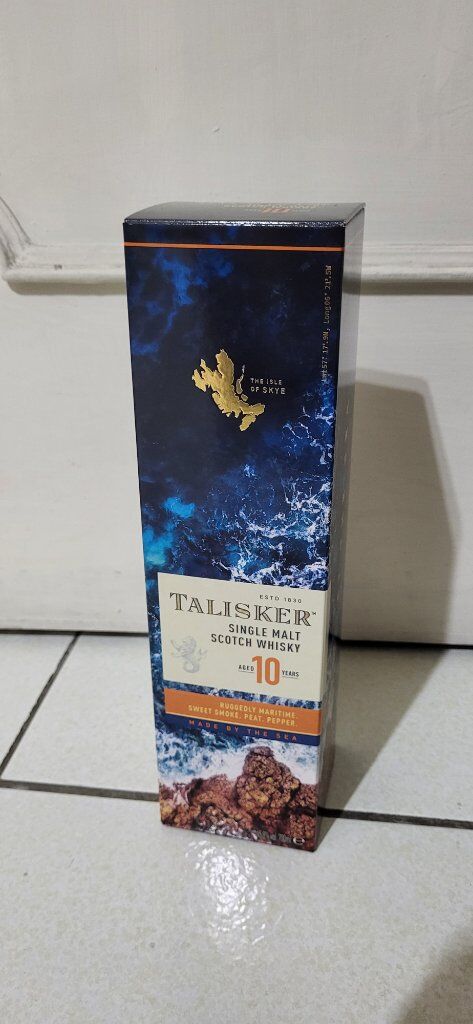 THE ISLE
OF SKYE
ESTD 1830
TALISKER™
SINGLE MALT
SCOTCH WHISKY
AGED 10 YEARS
RUGGEDLY MARITIME.
SWEET SMOKE. PEAT. PEPPER.
MADE BY THE SEA